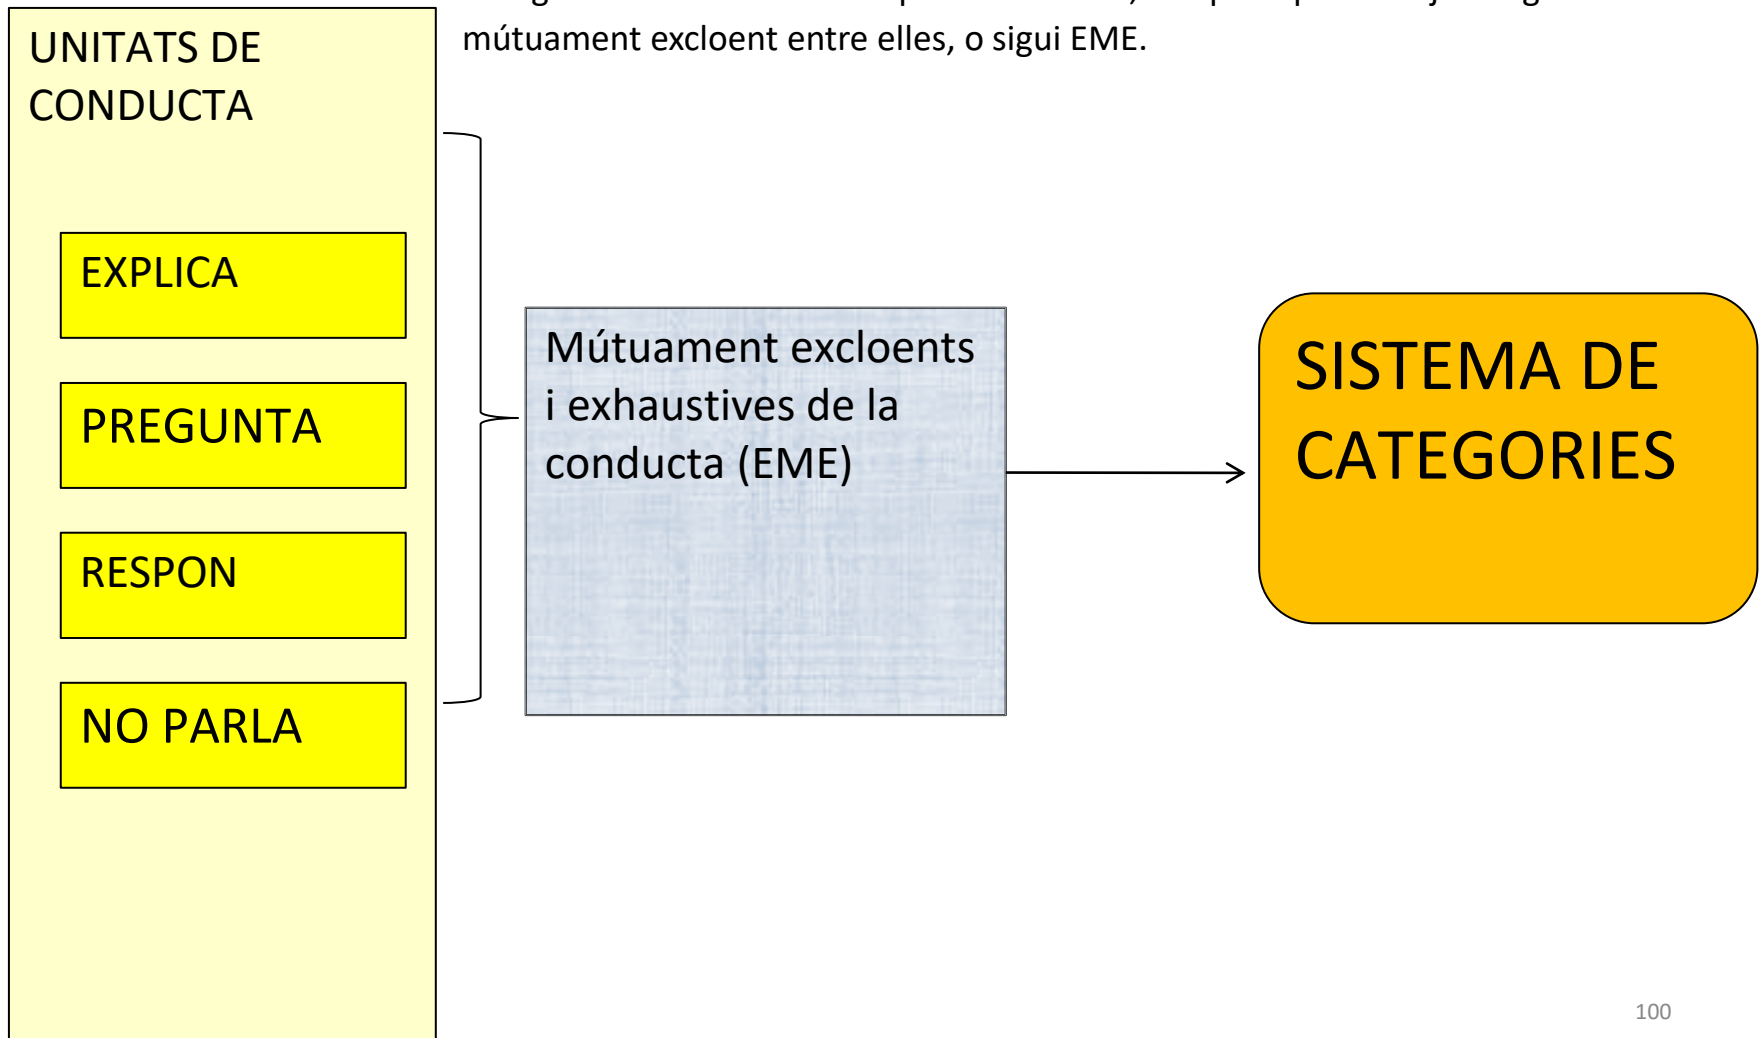 mútuament excloent entre elles, o sigui EME.
UNITATS DE
CONDUCTA
EXPLICA
PREGUNTA
RESPON
NO PARLA
Mútuament excloents
i exhaustives de la
conducta (EME)
SISTEMA DE
CATEGORIES
100